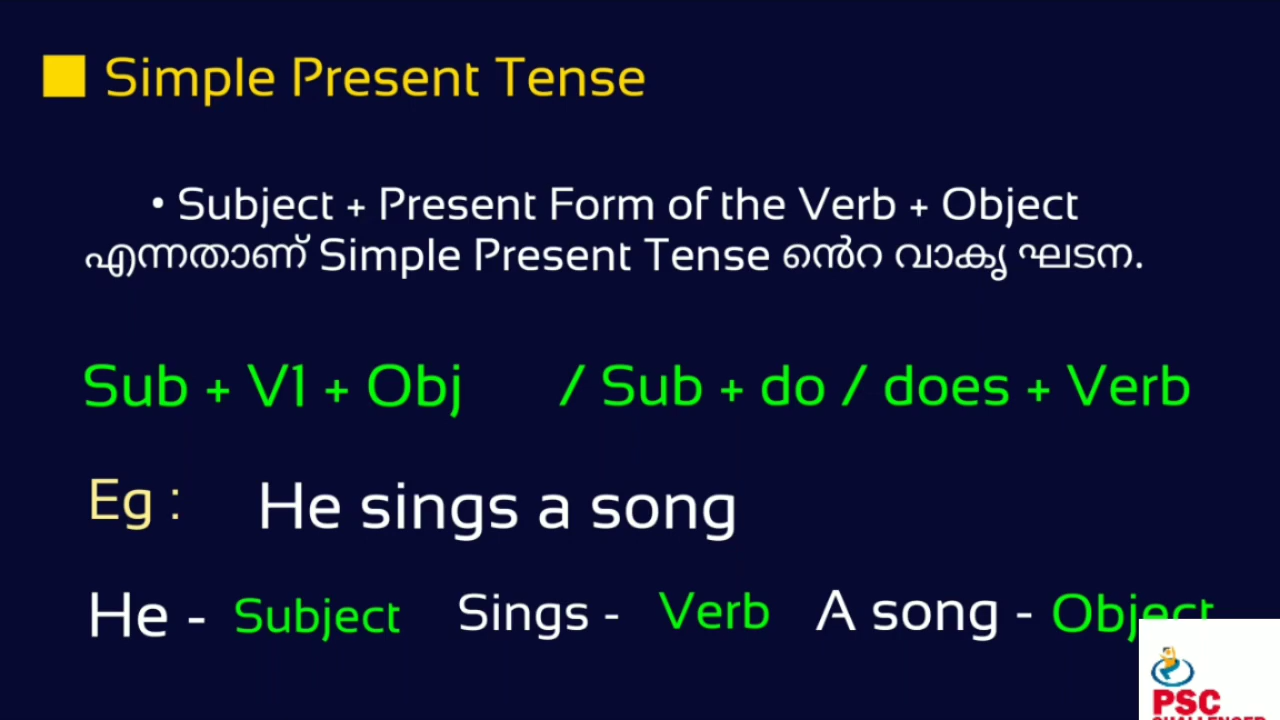 Simple Present Tense
• Subject + Present Form of the Verb + Object
എന്നതാണ് Simple Present Tense ൻെറ വാകൃ ഘടന.
Sub + V1 + Obj / Sub + do / does + Verb
Eg : He sings a song
He - Subject Sings - Verb A song - Object
PSC
CHALLENGER